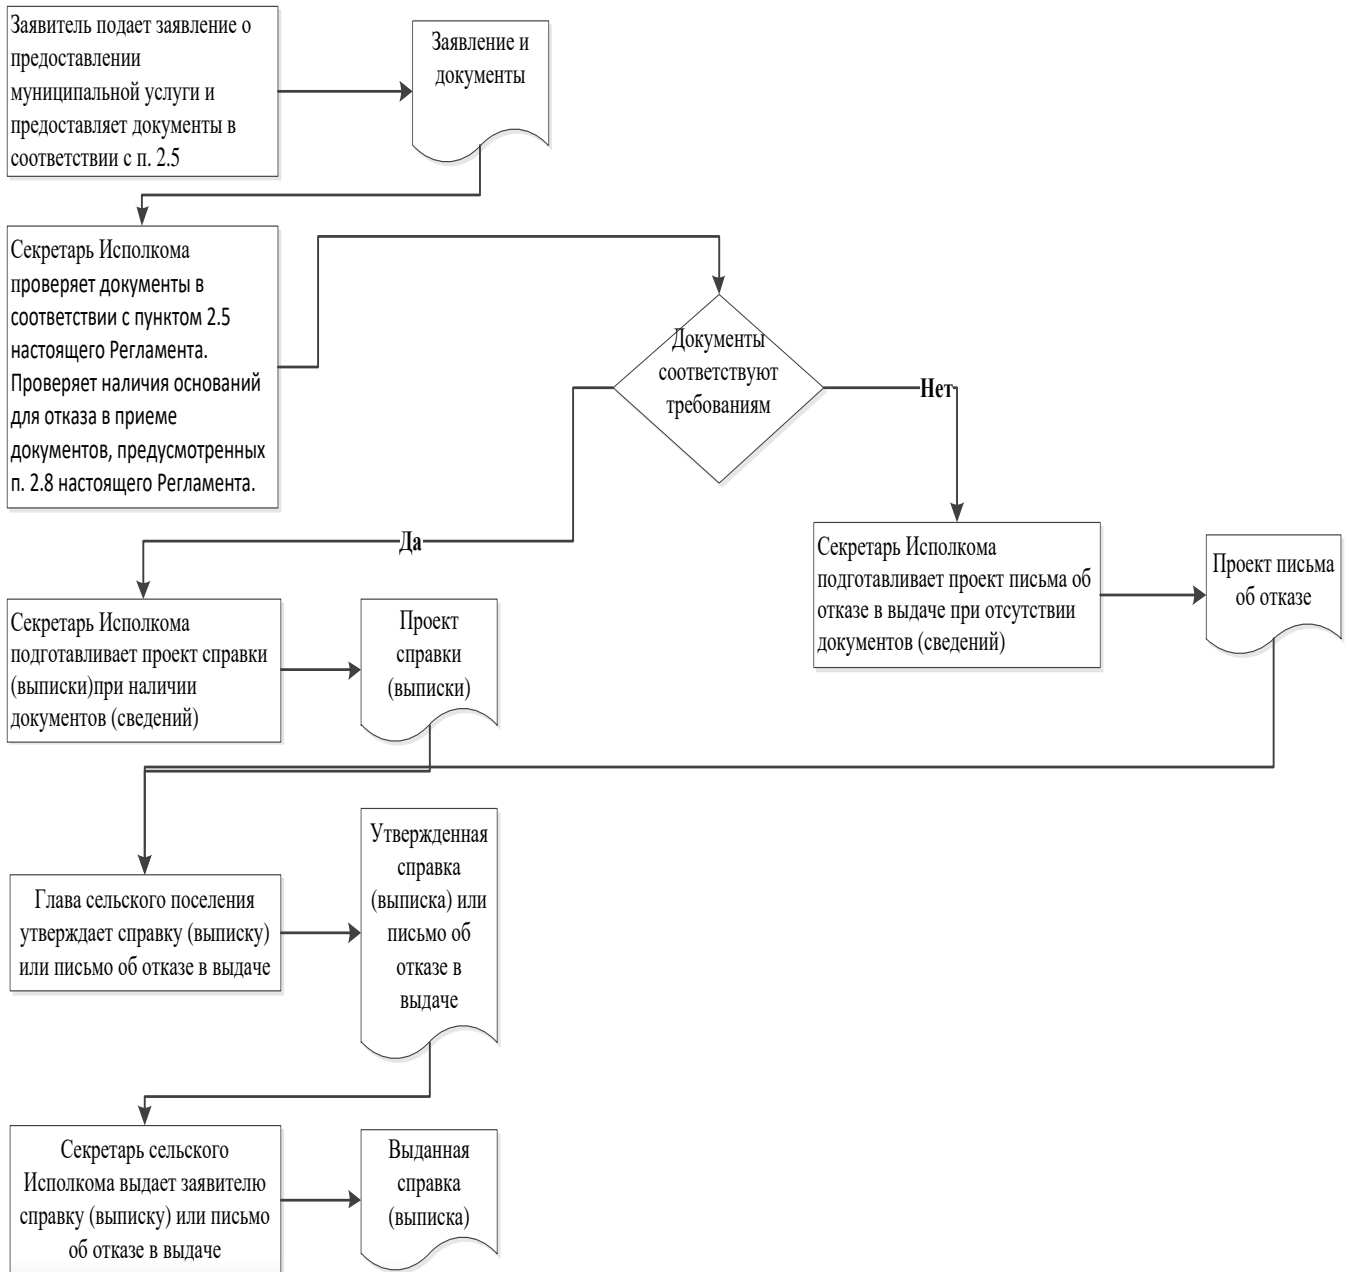 Заявитель подает заявление о
предоставлении
муниципальной услуги и
предоставляет документы в
соответствии с п. 2.5
Заявление и
документы
Секретарь Исполкома
проверяет документы в
соответствии с пунктом 2.5
настоящего Регламента.
Проверяет наличия оснований
для отказа в приеме
документов, предусмотренных
п. 2.8 настоящего Регламента.
Документы
соответствуют
требованиям
Нет
Да
Секретарь Исполкома
подготавливает проект письма об
отказе в выдаче при отсутствии
документов (сведений)
Проект письма
об отказе
Секретарь Исполкома
подготавливает проект справки
(выписки)при наличии
документов (сведений)
Проект
справки
(выписки)
Глава сельского поселения
утверждает справку (выписку)
или письмо об отказе в выдаче
Утвержденная
справка
(выписка) или
письмо об
отказе в
выдаче
Секретарь сельского
Исполкома выдает заявителю
справку (выписку) или письмо
об отказе в выдаче
Выданная
справка
(выписка)